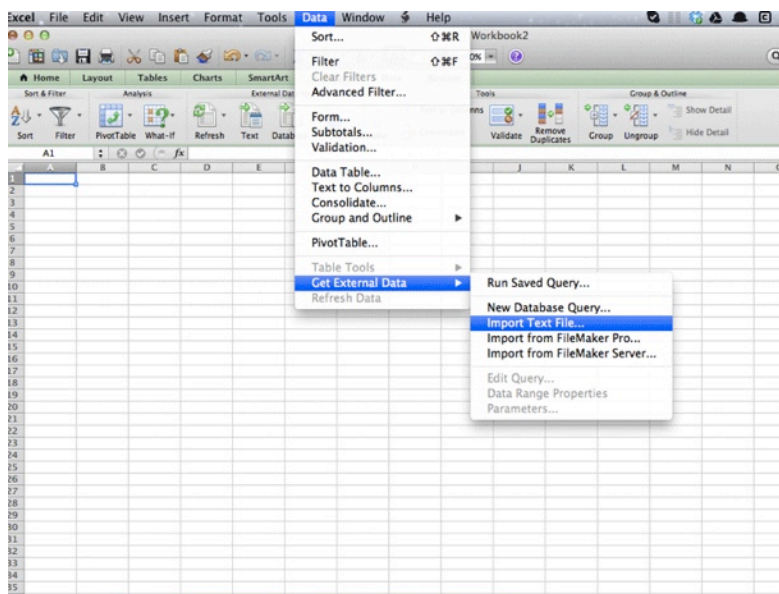 Excel File Edit View Insert Format Tools Data Window Help
Workbook2
Home Layout Tables Charts SmartArt
Sort & Filter Analysis External Dat Tools Group & Outline
Sort Filter PivotTable What-If Refresh Text Datab Validate Remove Duplicates Group Ungroup Show Detail
Hide Detail
A1 fx
A B C D E J K L M N
Sort... ⇧⌘R
Filter ⇧⌘F
Clear Filters
Advanced Filter...
Form...
Subtotals...
Validation...
Data Table...
Text to Columns...
Consolidate...
Group and Outline
PivotTable...
Table Tools
Get External Data
Refresh Data
Run Saved Query...
New Database Query...
Import Text File...
Import from FileMaker Pro...
Import from FileMaker Server...
Edit Query...
Data Range Properties
Parameters...
1
2
3
4
5
6
7
8
9
10
11
12
13
14
15
16
17
18
19
20
21
22
23
24
25
26
27
28
29
30
31
32
33
34
35